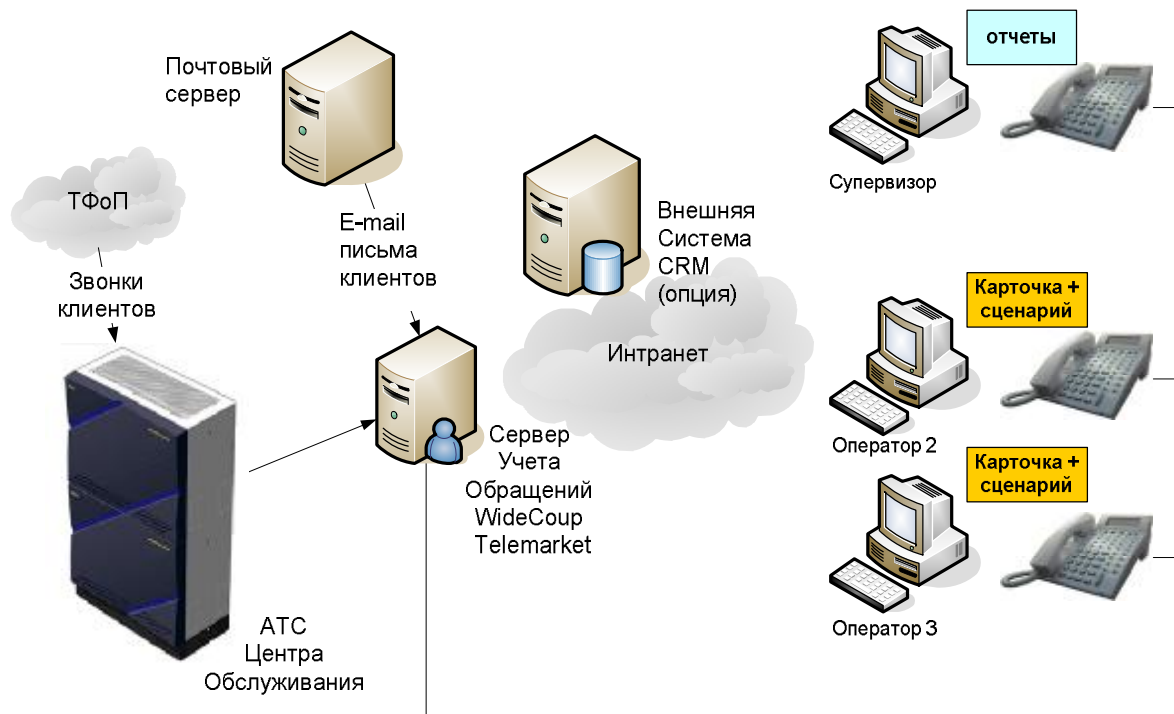 отчеты
Почтовый
сервер
Супервизор
ТФоП
E-mail
письма
клиентов
Внешняя
Система
CRM
(опция)
Звонки
клиентов
Карточка +
сценарий
Интранет
Оператор 2
Сервер
Учета
Обращений
WideCoup
Telemarket
Карточка +
сценарий
Оператор 3
АТС
Центра
Обслуживания